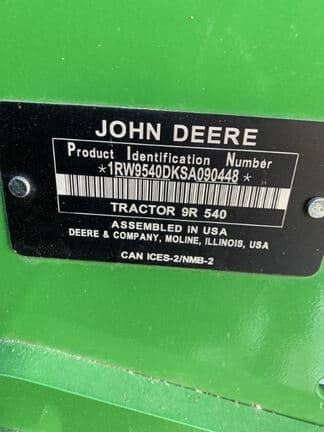 JOHN DEERE
Product Identification Number
*1RW9540DKSA090448*
TRACTOR 9R 540
ASSEMBLED IN USA
DEERE & COMPANY, MOLINE, ILLINOIS, USA
CAN ICES-2/NMB-2